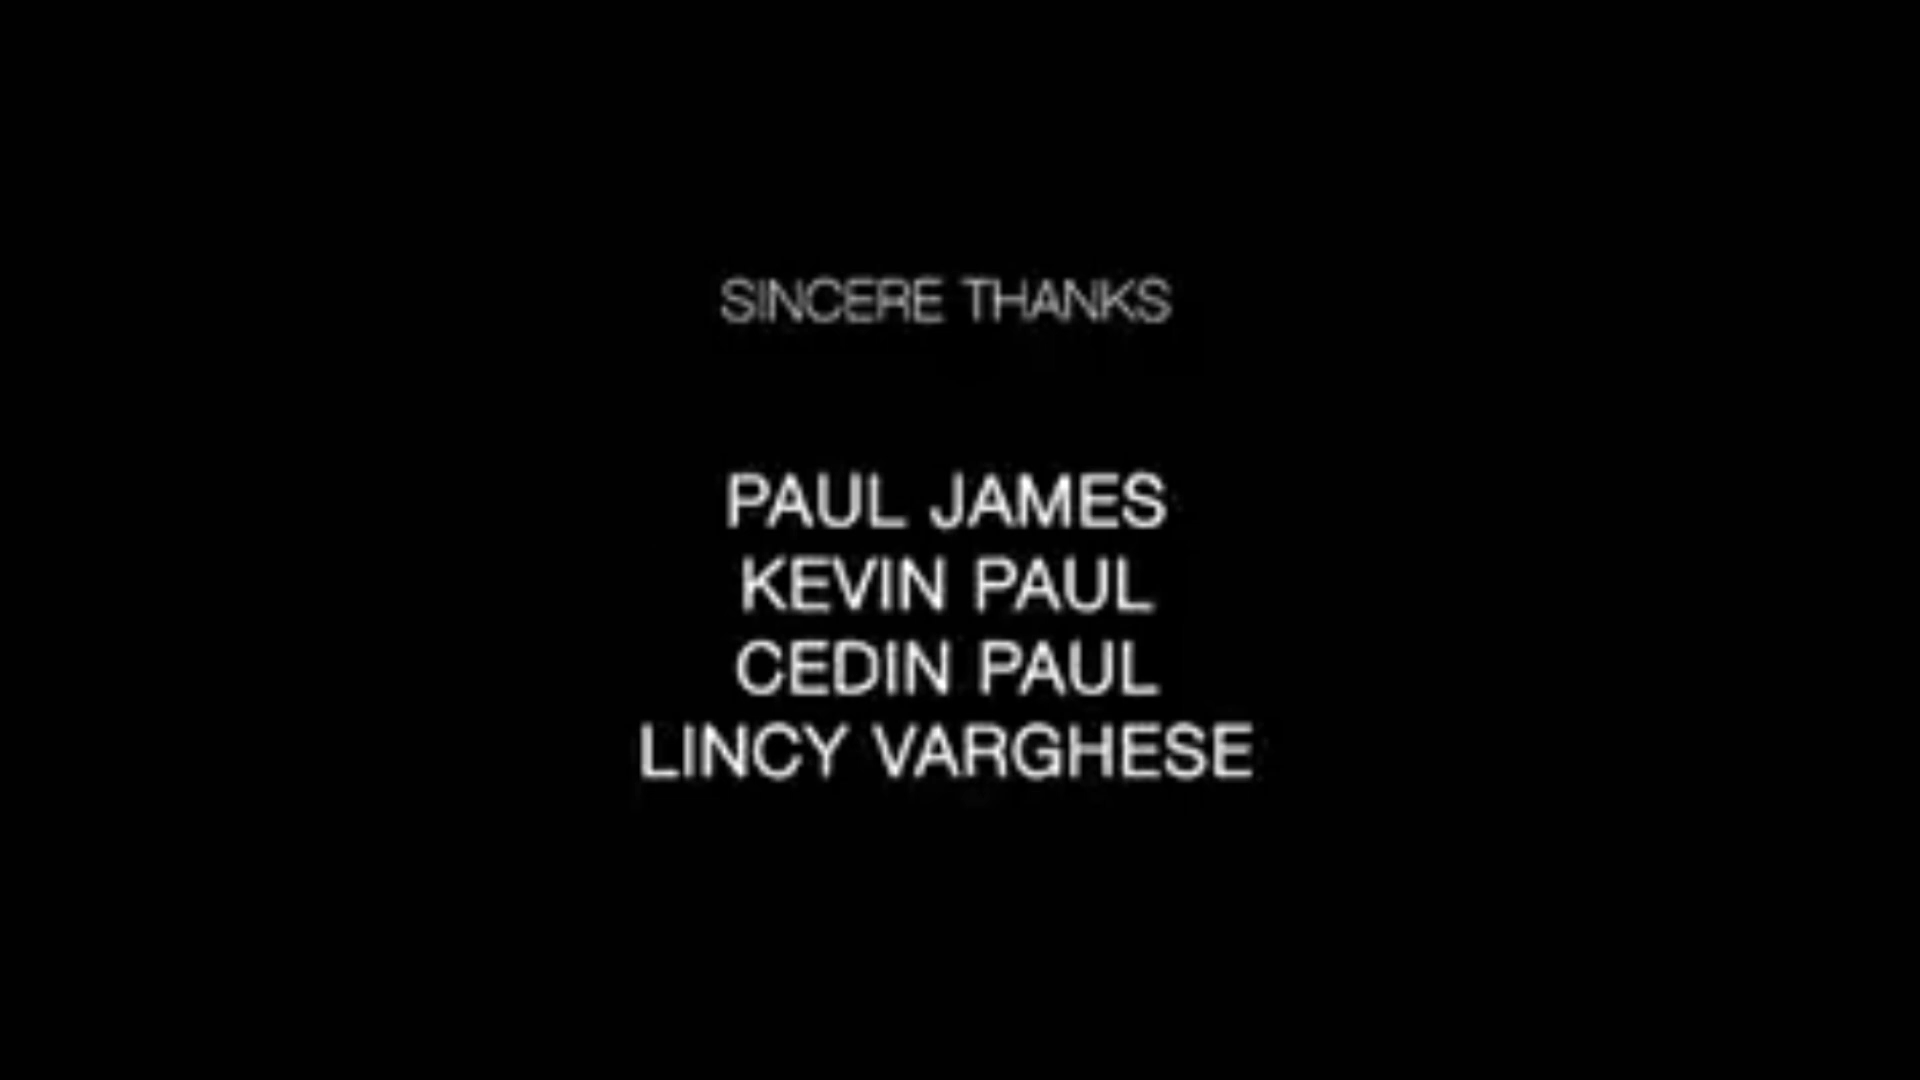 SINCERE THANKS
PAUL JAMES
KEVIN PAUL
CEDIN PAUL
LINCY VARGHESE